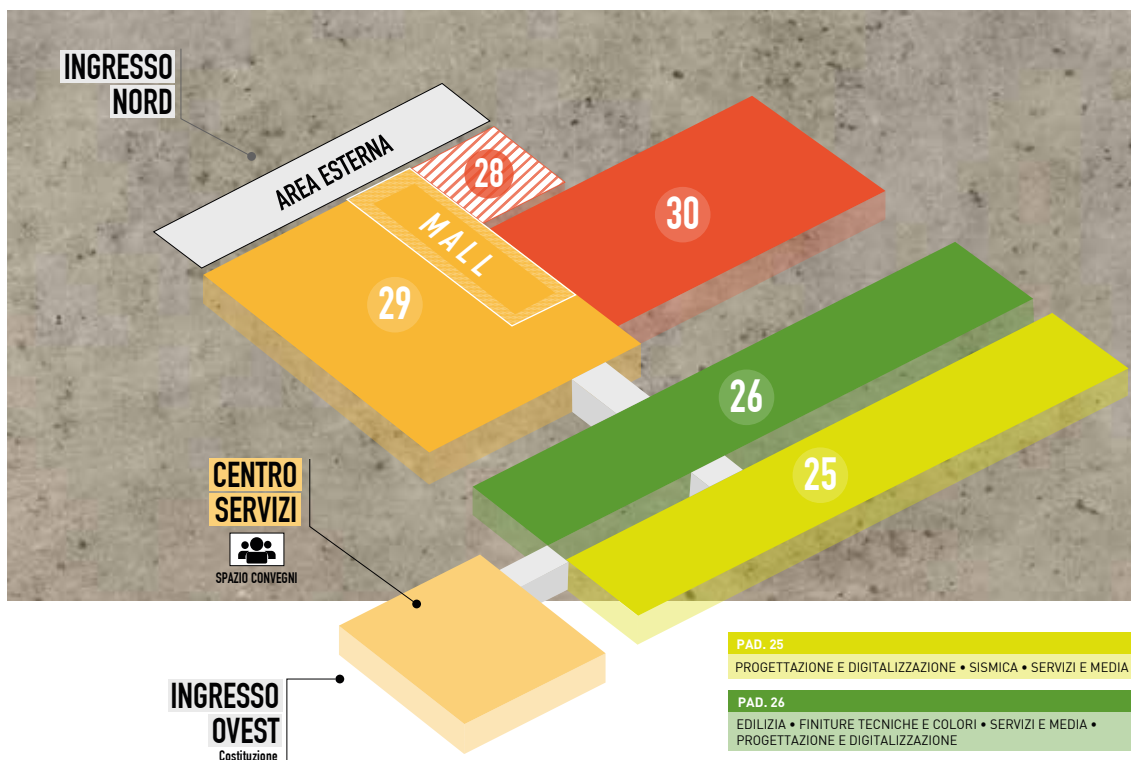 INGRESSO
NORD
AREA ESTERNA
28
MALL
30
29
26
25
CENTRO
SERVIZI
SPAZIO CONVEGNI
INGRESSO
OVEST
Costituzione
PAD. 25
PROGETTAZIONE E DIGITALIZZAZIONE • SISMICA • SERVIZI E MEDIA
PAD. 26
EDILIZIA • FINITURE TECNICHE E COLORI • SERVIZI E MEDIA •
PROGETTAZIONE E DIGITALIZZAZIONE